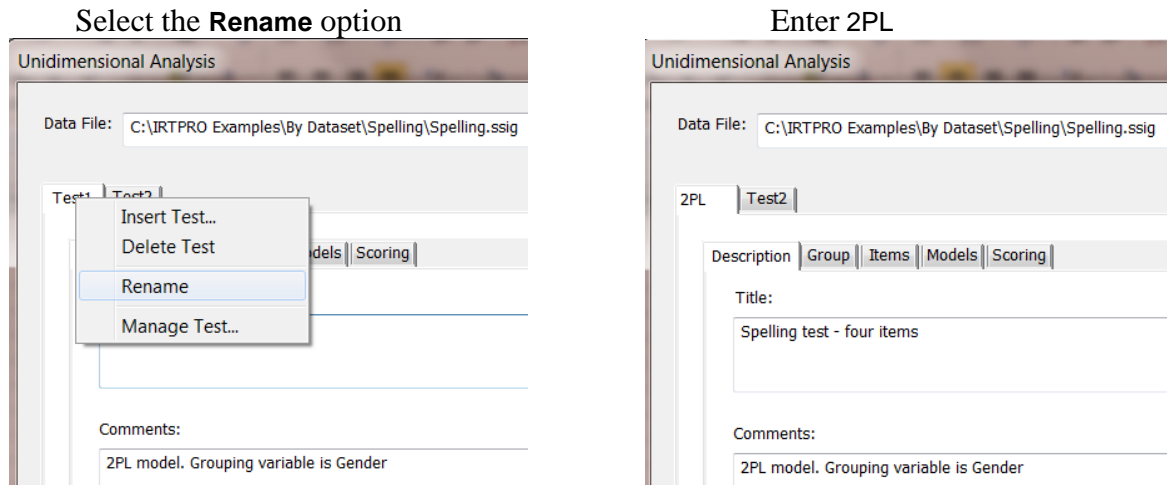 Select the Rename option
Unidimensional Analysis
Data File: C:\IRTPRO Examples\By Dataset\Spelling\Spelling.ssig
Test1 Test2
Insert Test...
Delete Test
Scoring
Rename
Manage Test...
Comments:
2PL model. Grouping variable is Gender
Enter 2PL
Unidimensional Analysis
Data File: C:\IRTPRO Examples\By Dataset\Spelling\Spelling.ssig
2PL Test2
Description Group Items Models Scoring
Title:
Spelling test - four items
Comments:
2PL model. Grouping variable is Gender